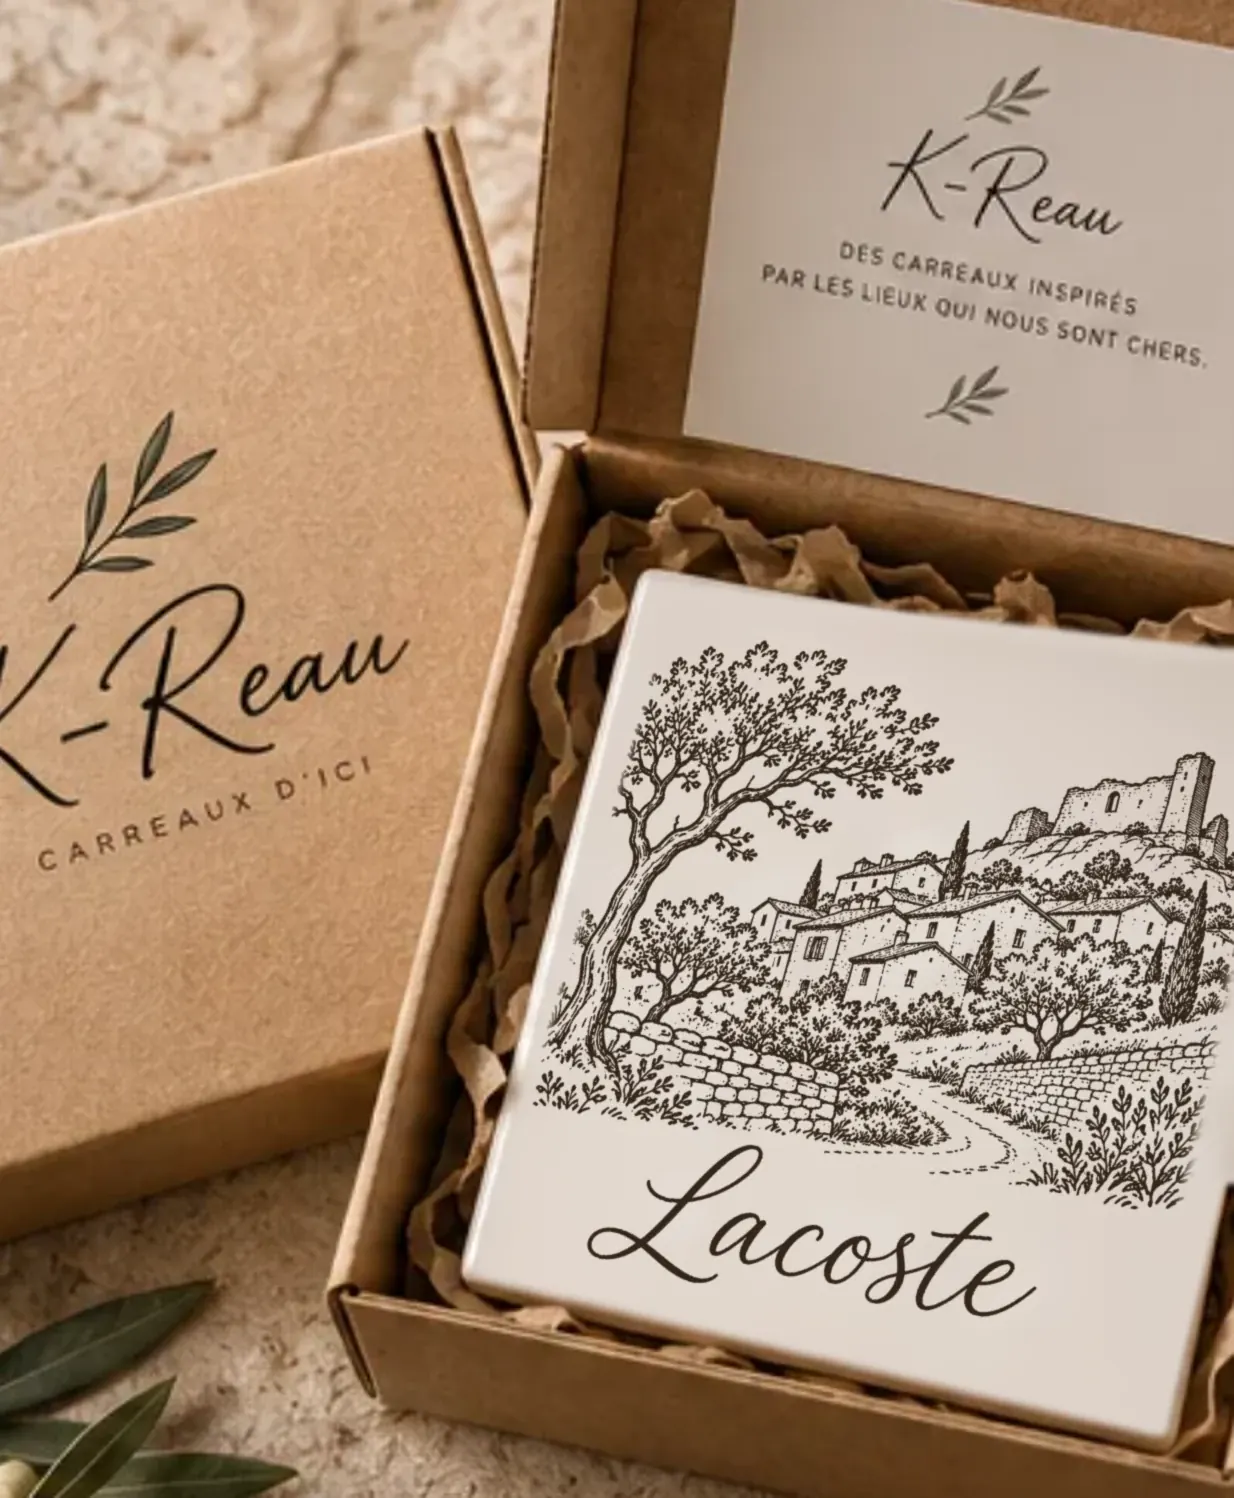 K-Reau
DES CARREAUX INSPIRÉS
PAR LES LIEUX QUI NOUS SONT CHERS.
K-Reau
CARREAUX D'ICI
Lacoste